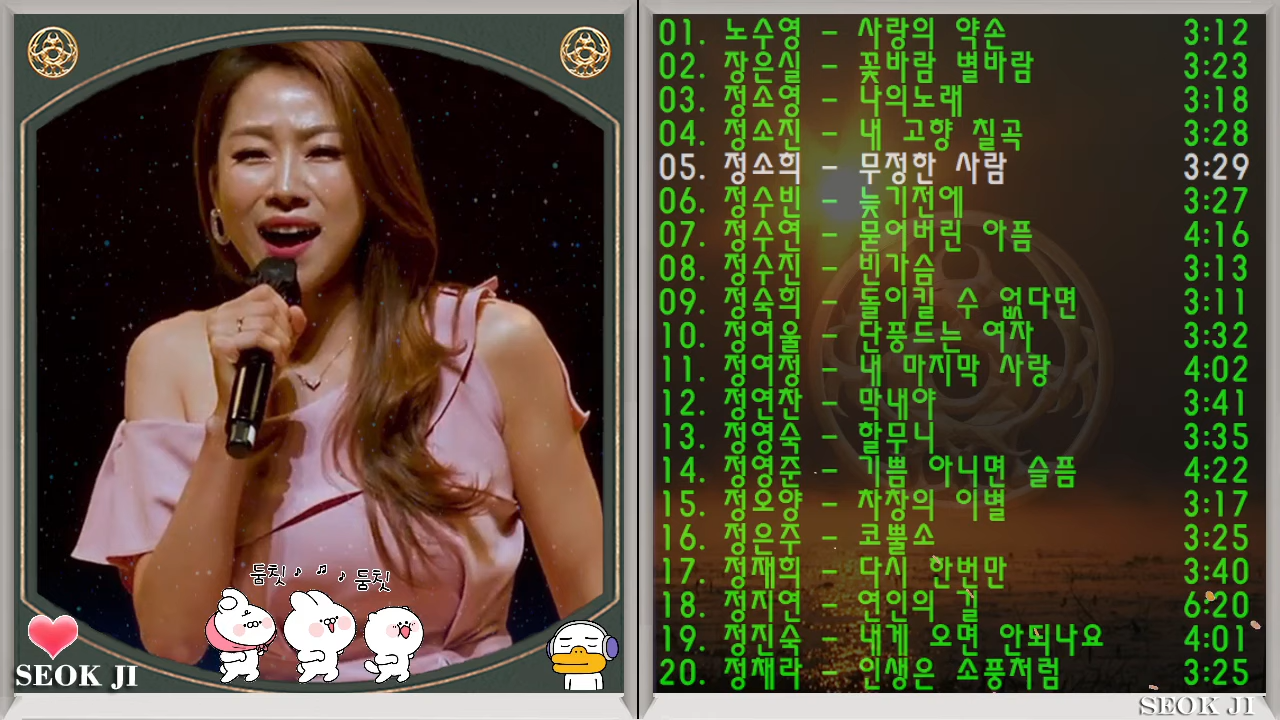 둠칫 ♪ ♬ ♪ 둠칫
SEOK JI
01. 노수영 - 사랑의 약손 3:12
02. 장은실 - 꽃바람 별바람 3:23
03. 정소영 - 나의노래 3:18
04. 정소진 - 내 고향 칠곡 3:28
05. 정소희 - 무정한 사람 3:29
06. 정수빈 - 늦기전에 3:27
07. 정수연 - 묻어버린 아픔 4:16
08. 정수진 - 빈가슴 3:13
09. 정숙희 - 돌이킬 수 없다면 3:11
10. 정여울 - 단풍드는 여자 3:32
11. 정여정 - 내 마지막 사랑 4:02
12. 정연찬 - 막내야 3:41
13. 정영숙 - 할무니 3:35
14. 정영준 - 기쁨 아니면 슬픔 4:22
15. 정오양 - 차창의 이별 3:17
16. 정은주 - 코뿔소 3:25
17. 정재희 - 다시 한번만 3:40
18. 정지연 - 연인의 길 6:20
19. 정진숙 - 내게 오면 안되나요 4:01
20. 정채라 - 인생은 소풍처럼 3:25
SEOK JI